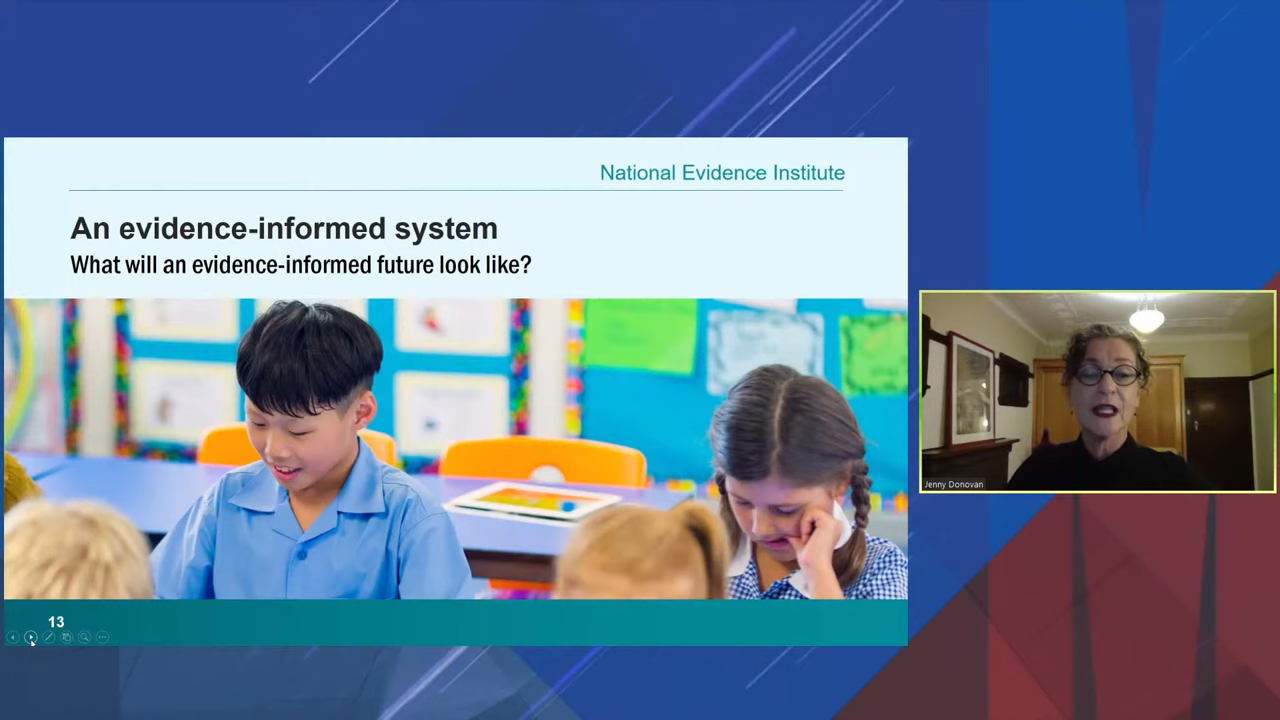 National Evidence Institute
An evidence-informed system
What will an evidence-informed future look like?
Jenny Donovan
13